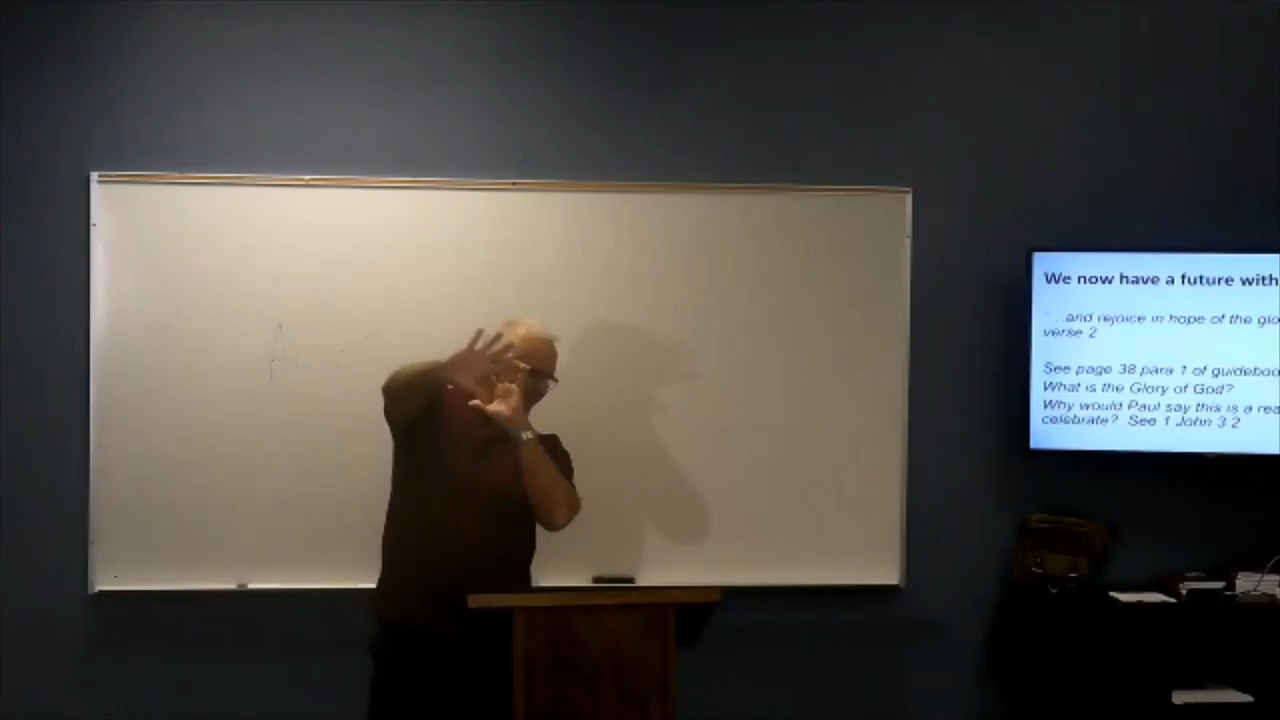 We now have a future with
... and rejoice in hope of the glo
verse 2
See page 38 para 1 of guideboo
What is the Glory of God?
Why would Paul say this is a rea
celebrate? See 1 John 3:2